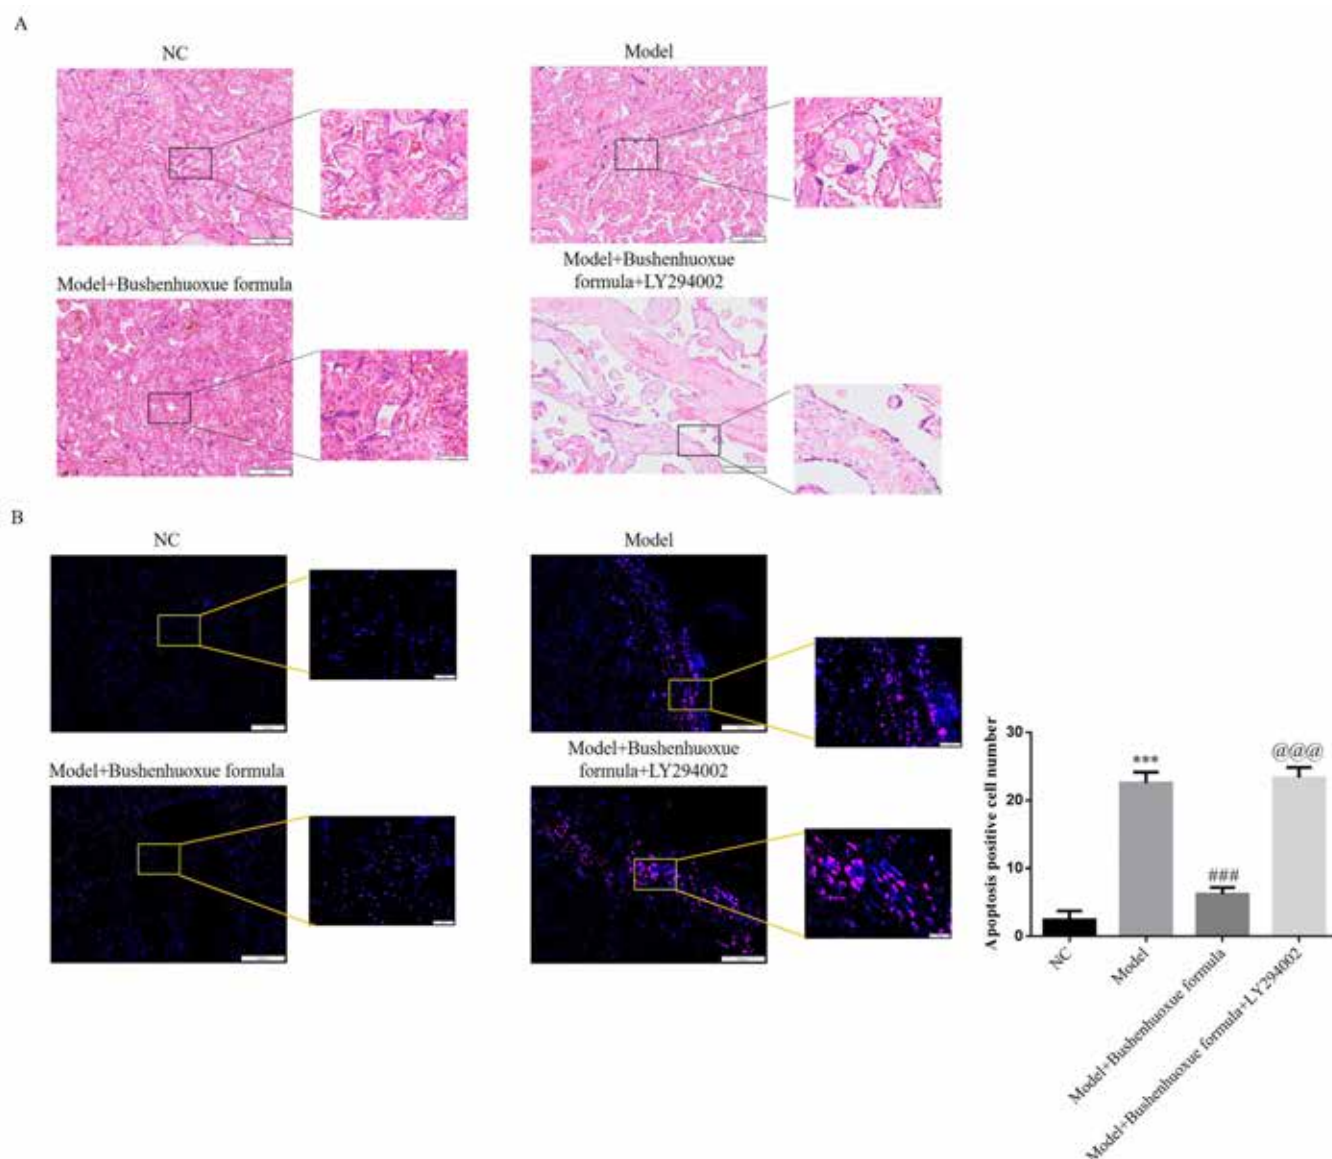 A
NC
Model
Model+Bushenhuoxue formula
Model+Bushenhuoxue
formula+LY294002
B
NC
Model
Model+Bushenhuoxue formula
Model+Bushenhuoxue
formula+LY294002
Apoptosis positive cell number
30
20
10
0
***
###
@@@
NC
Model
Model+Bushenhuoxue formula
Model+Bushenhuoxue formula+LY294002